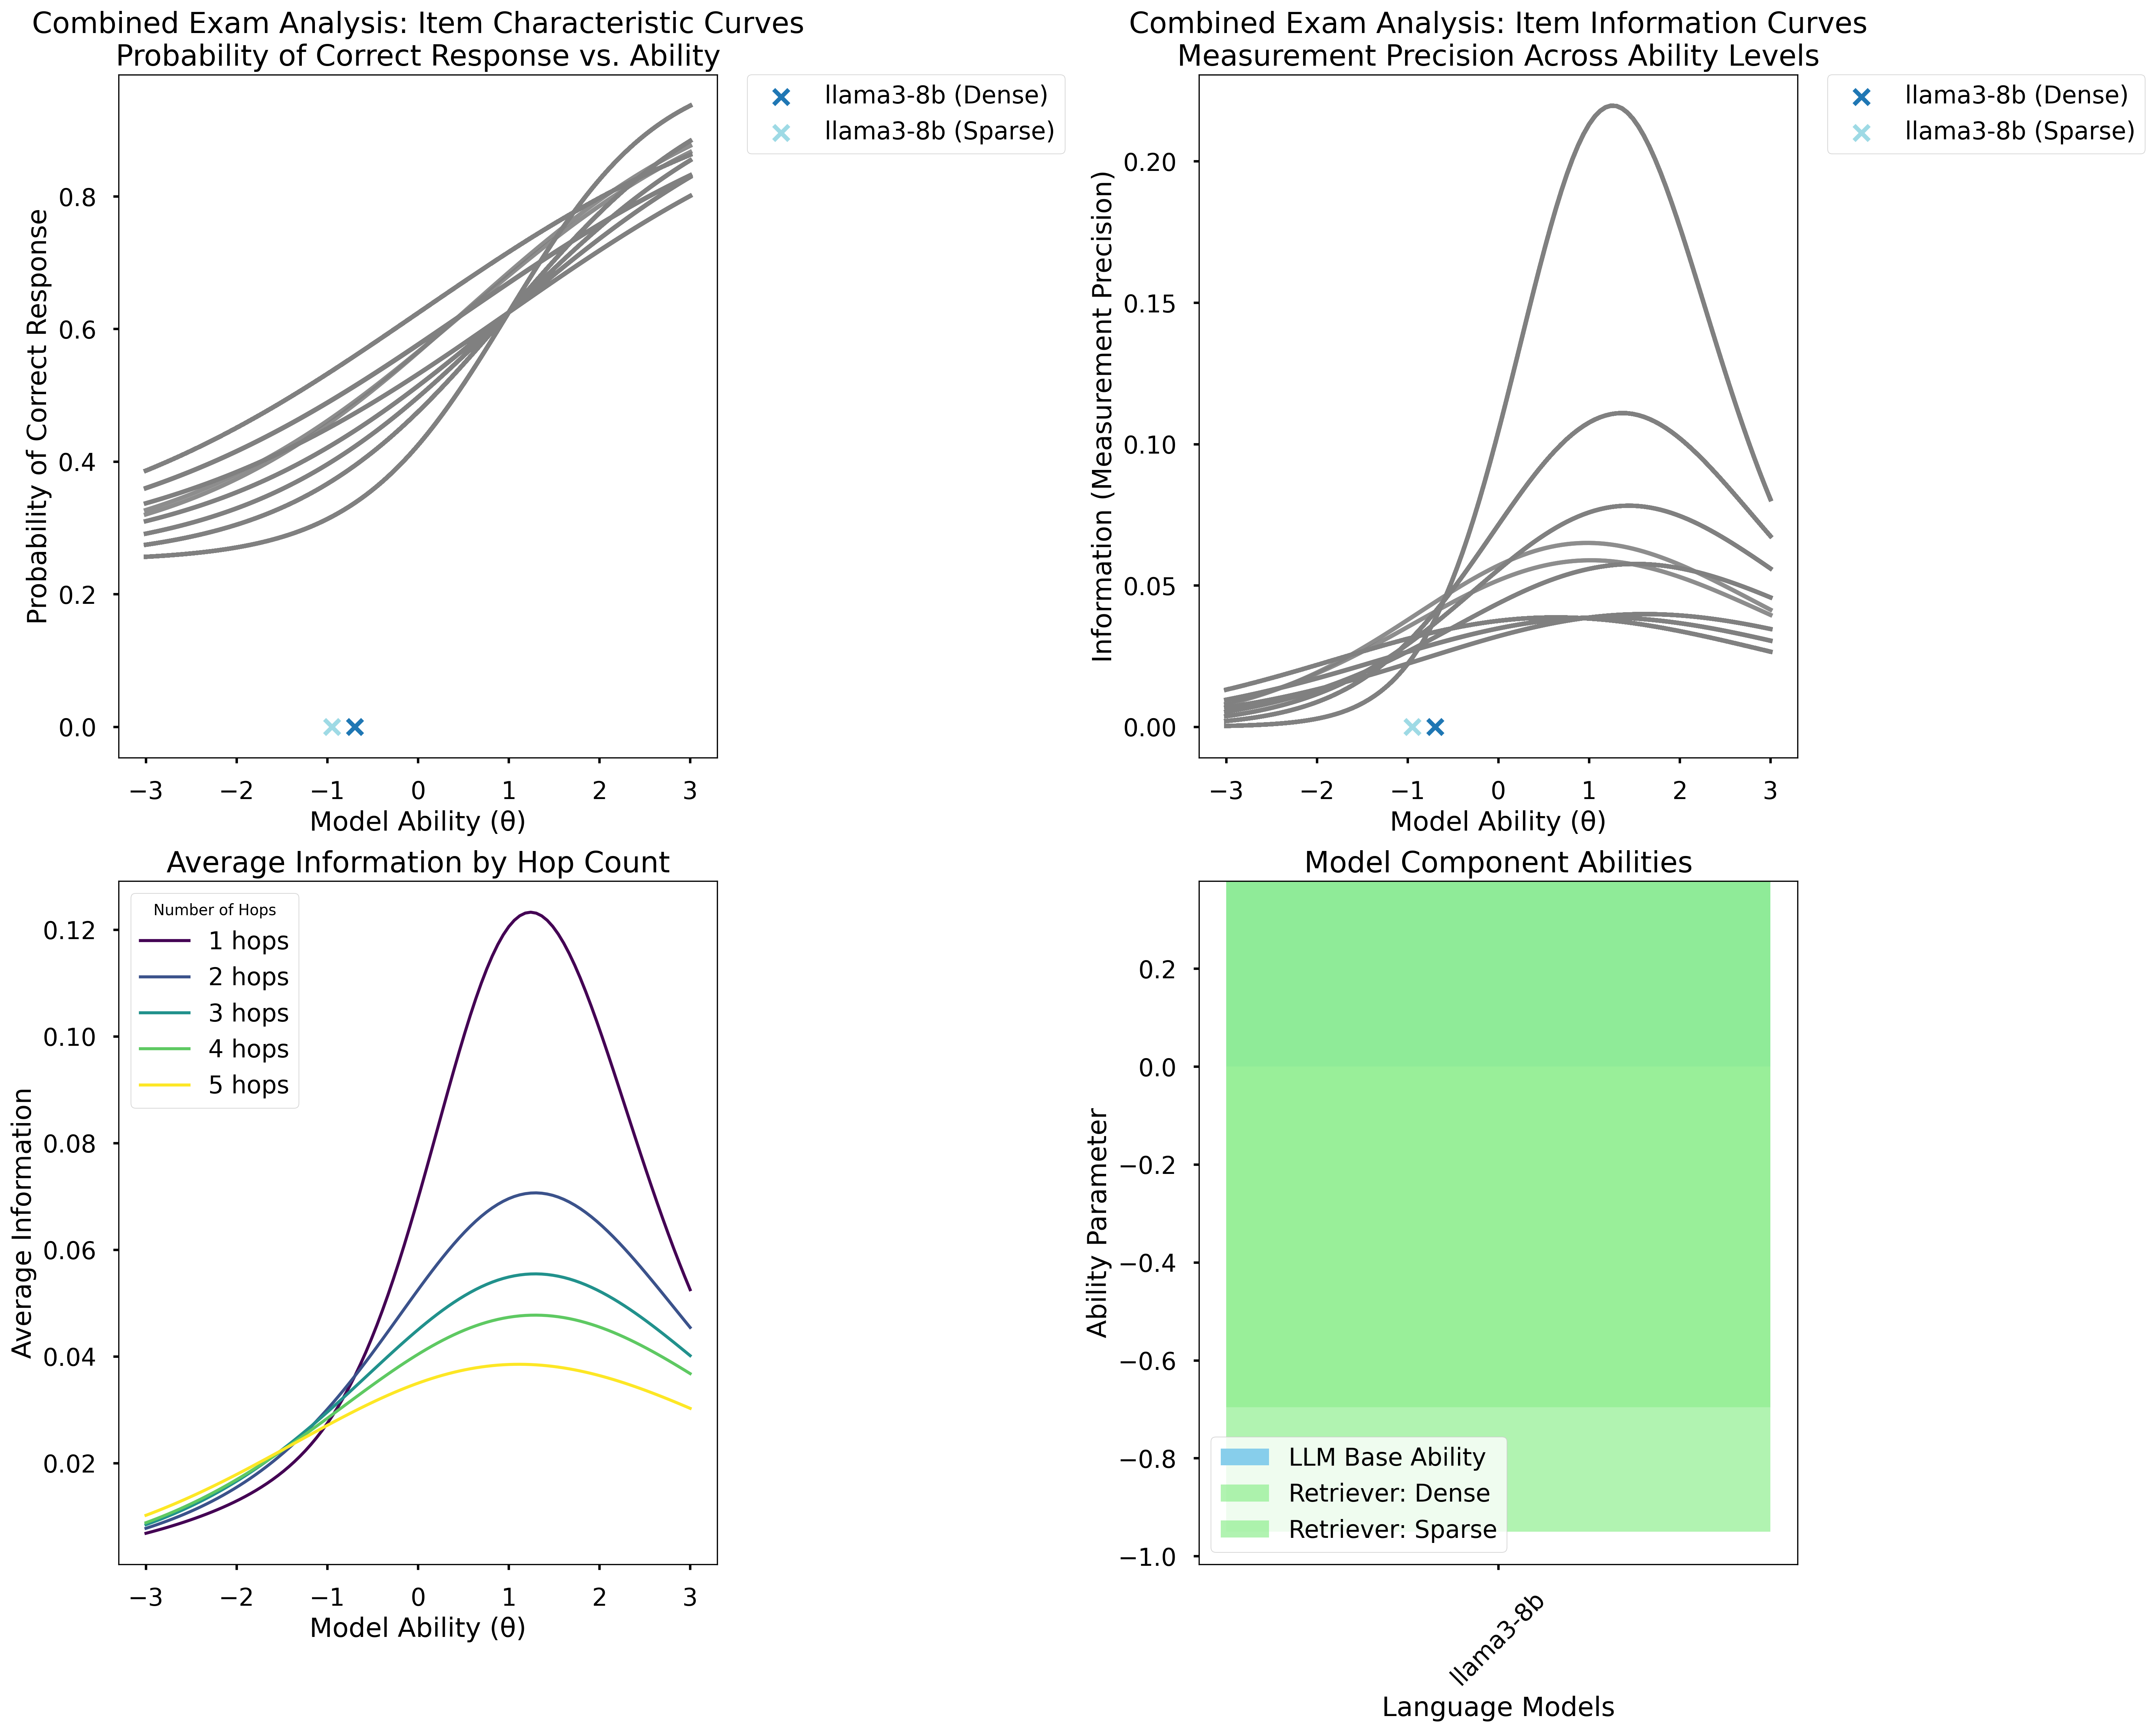 Combined Exam Analysis: Item Characteristic Curves
Probability of Correct Response vs. Ability
Probability of Correct Response
0.8
0.6
0.4
0.2
0.0
−3 −2 −1 0 1 2 3
Model Ability (θ)
llama3-8b (Dense)
llama3-8b (Sparse)
Combined Exam Analysis: Item Information Curves
Measurement Precision Across Ability Levels
Information (Measurement Precision)
0.20
0.15
0.10
0.05
0.00
−3 −2 −1 0 1 2 3
Model Ability (θ)
llama3-8b (Dense)
llama3-8b (Sparse)
Average Information by Hop Count
Average Information
0.12
0.10
0.08
0.06
0.04
0.02
Number of Hops
1 hops
2 hops
3 hops
4 hops
5 hops
−3 −2 −1 0 1 2 3
Model Ability (θ)
Model Component Abilities
Ability Parameter
0.2
0.0
−0.2
−0.4
−0.6
−0.8
−1.0
LLM Base Ability
Retriever: Dense
Retriever: Sparse
llama3-8b
Language Models